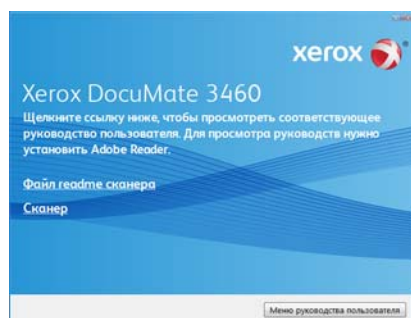 xerox
Xerox DocuMate 3460
Щелкните ссылку ниже, чтобы просмотреть соответствующее
руководство пользователя. Для просмотра руководств нужно
установить Adobe Reader.
Файл readme сканера
Сканер
Меню руководства пользователя